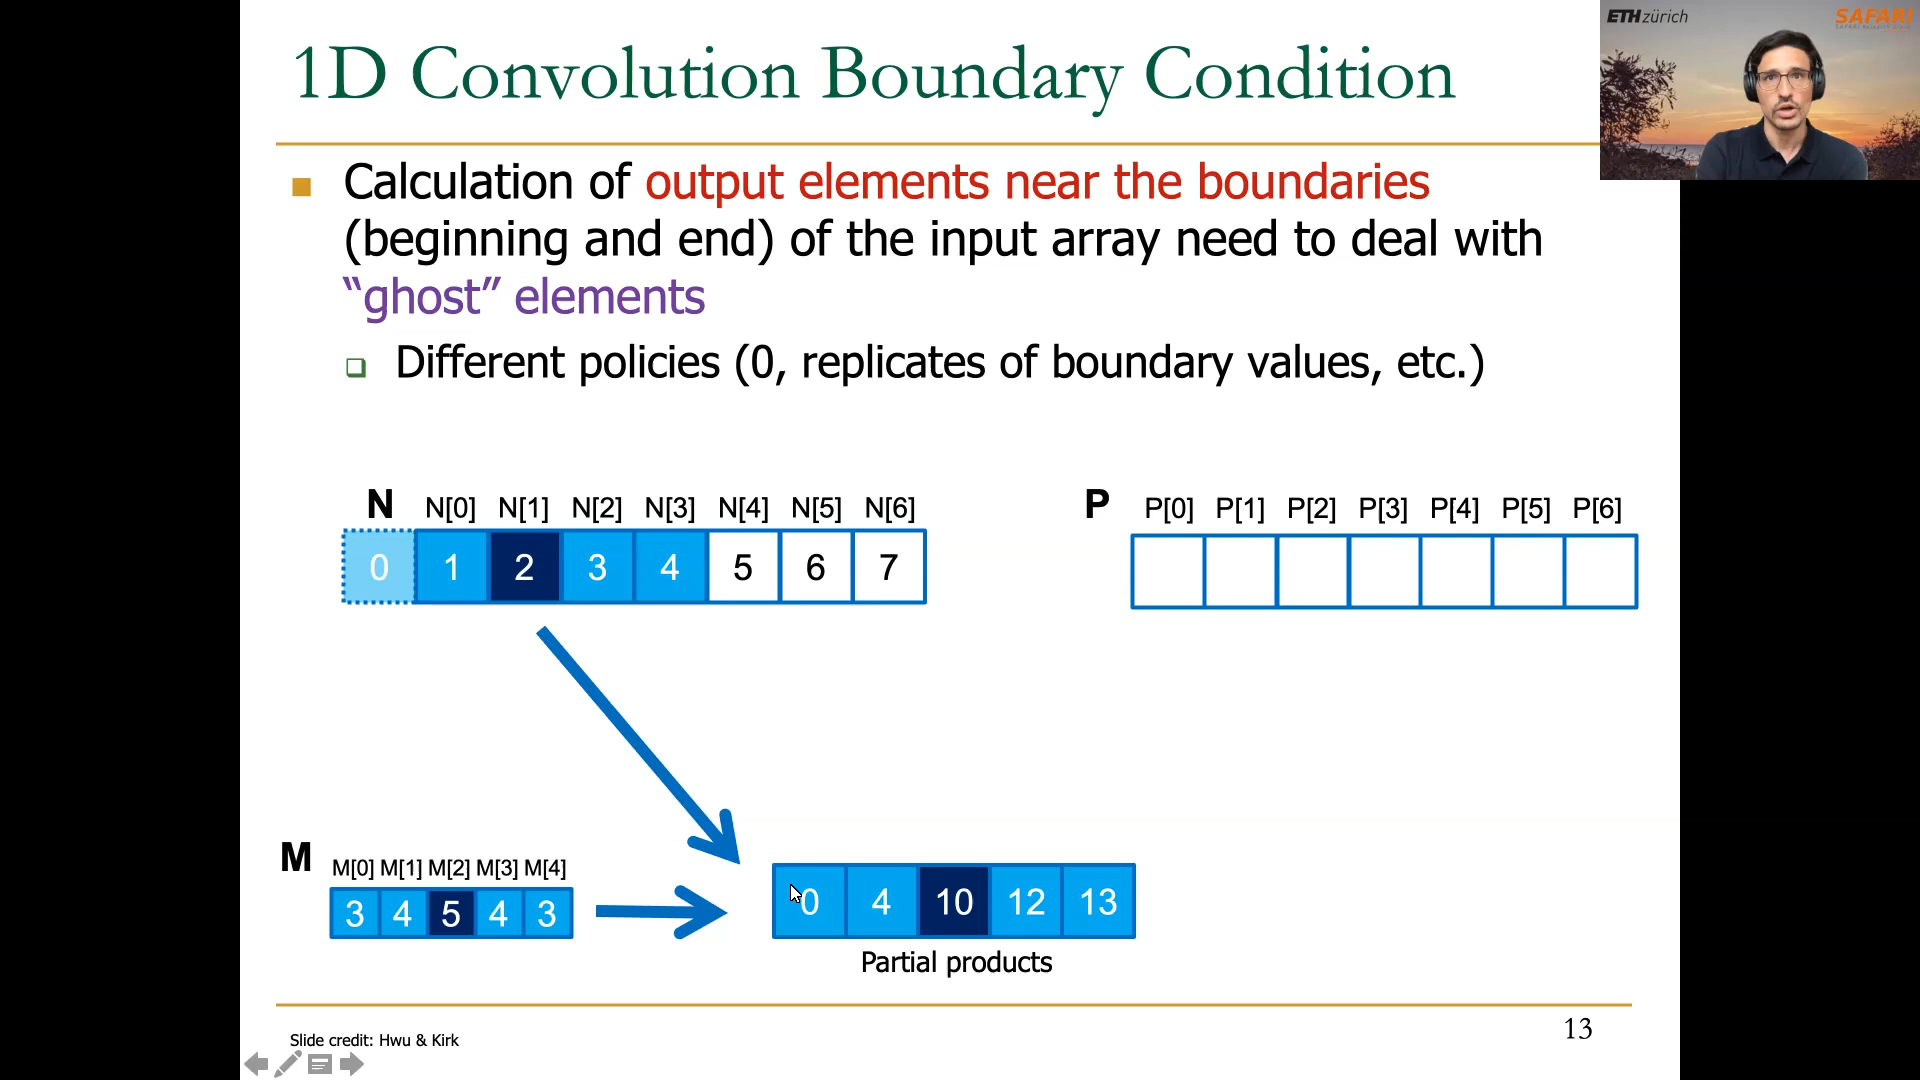 1D Convolution Boundary Condition
ETH zürich
SAFARI
Calculation of output elements near the boundaries
(beginning and end) of the input array need to deal with
“ghost” elements
Different policies (0, replicates of boundary values, etc.)
N N[0] N[1] N[2] N[3] N[4] N[5] N[6]
0 1 2 3 4 5 6 7
P P[0] P[1] P[2] P[3] P[4] P[5] P[6]
M M[0] M[1] M[2] M[3] M[4]
3 4 5 4 3
0 4 10 12 13
Partial products
Slide credit: Hwu & Kirk
13